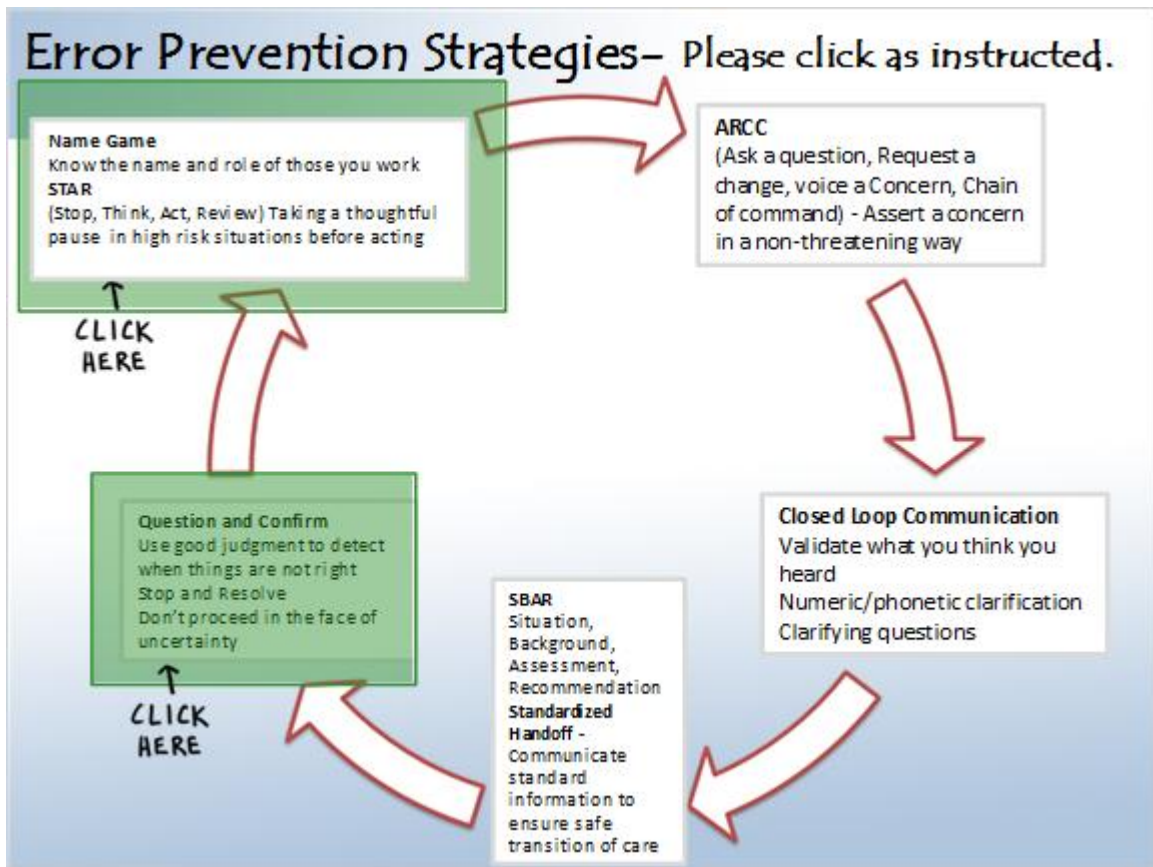 Error Prevention Strategies- Please click as instructed.
Name Game
Know the name and role of those you work
STAR
(Stop, Think, Act, Review) Taking a thoughtful
pause in high risk situations before acting
CLICK
HERE
ARCC
(Ask a question, Request a
change, voice a Concern, Chain
of command) - Assert a concern
in a non-threatening way
Closed Loop Communication
Validate what you think you
heard
Numeric/phonetic clarification
Clarifying questions
SBAR
Situation,
Background,
Assessment,
Recommendation
Standardized
Handoff -
Communicate
standard
information to
ensure safe
transition of care
Question and Confirm
Use good judgment to detect
when things are not right
Stop and Resolve
Don't proceed in the face of
uncertainty
CLICK
HERE